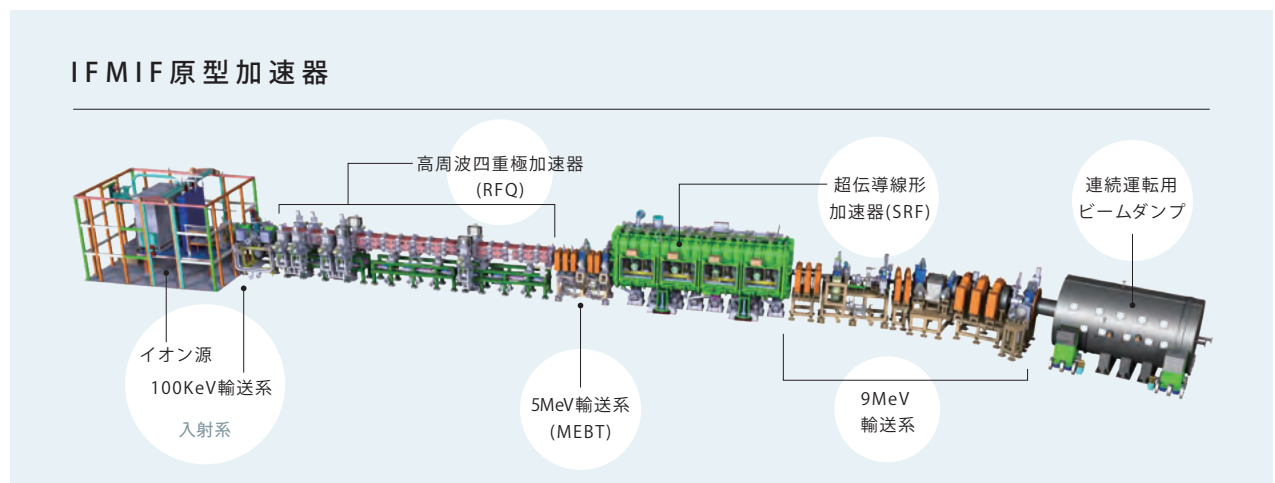 IFMIF原型加速器
高周波四重極加速器
(RFQ)
超伝導線形
加速器(SRF)
連続運転用
ビームダンプ
イオン源
100KeV輸送系
入射系
5MeV輸送系
(MEBT)
9MeV
輸送系